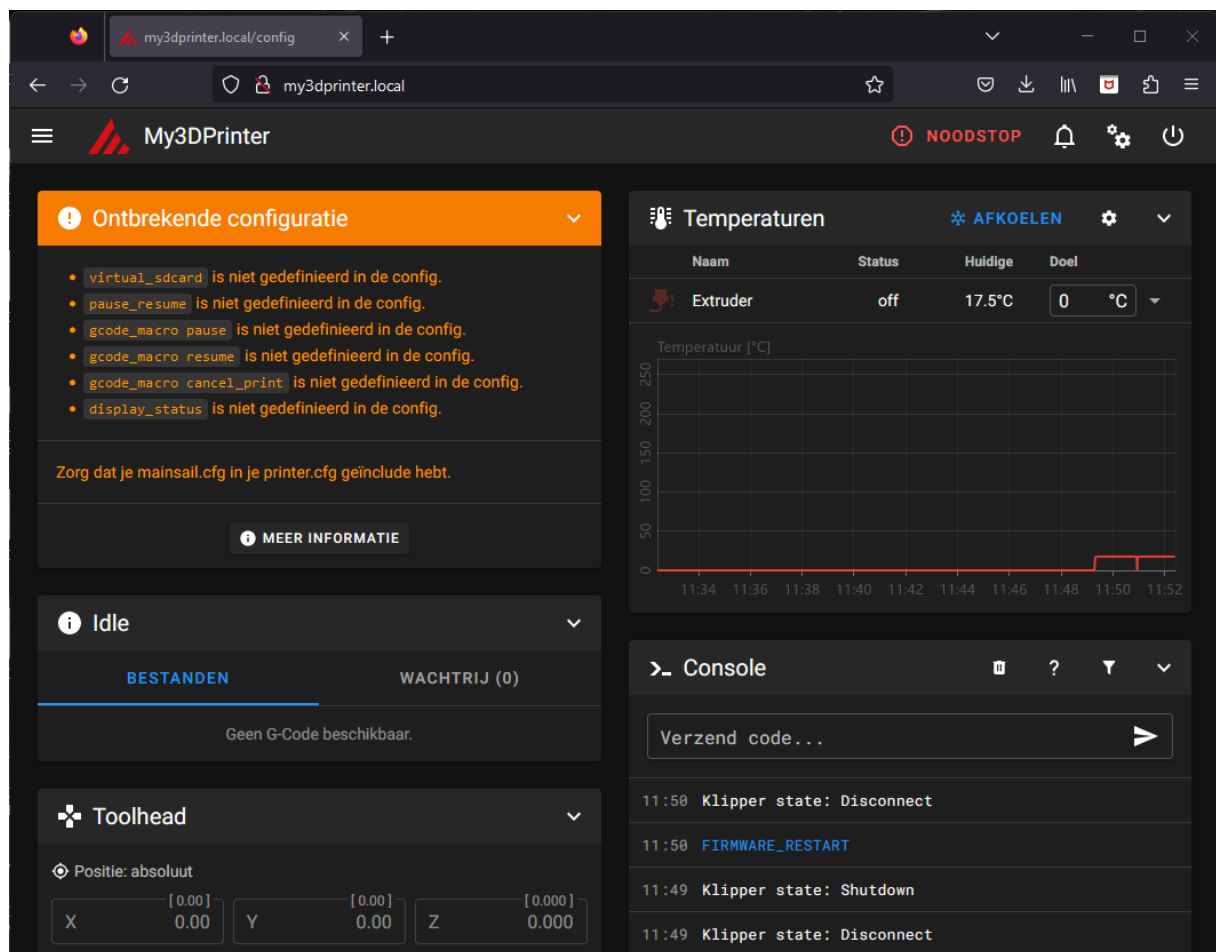 my3dprinter.local/config
my3dprinter.local
My3DPrinter
NOODSTOP
Ontbrekende configuratie
virtual_sdcard is niet gedefinieerd in de config.
pause_resume is niet gedefinieerd in de config.
gcode_macro pause is niet gedefinieerd in de config.
gcode_macro resume is niet gedefinieerd in de config.
gcode_macro cancel_print is niet gedefinieerd in de config.
display_status is niet gedefinieerd in de config.
Zorg dat je mainsail.cfg in je printer.cfg geïnclude hebt.
MEER INFORMATIE
Idle
BESTANDEN WACHTRIJ (0)
Geen G-Code beschikbaar.
Toolhead
Positie: absoluut
[ 0.00 ] [ 0.00 ] [ 0.000 ]
X 0.00 Y 0.00 Z 0.000
Temperaturen AFKOELEN
Naam Status Huidige Doel
Extruder off 17.5°C 0 °C
Temperatuur [°C]
250
200
150
100
50
0
11:34 11:36 11:38 11:40 11:42 11:44 11:46 11:48 11:50 11:52
Console ?
Verzend code...
11:50 Klipper state: Disconnect
11:50 FIRMWARE_RESTART
11:49 Klipper state: Shutdown
11:49 Klipper state: Disconnect